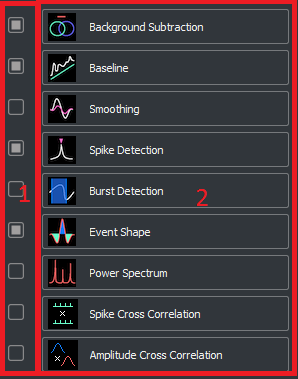 Background Subtraction
Baseline
Smoothing
Spike Detection
Burst Detection
1
2
Event Shape
Power Spectrum
Spike Cross Correlation
Amplitude Cross Correlation